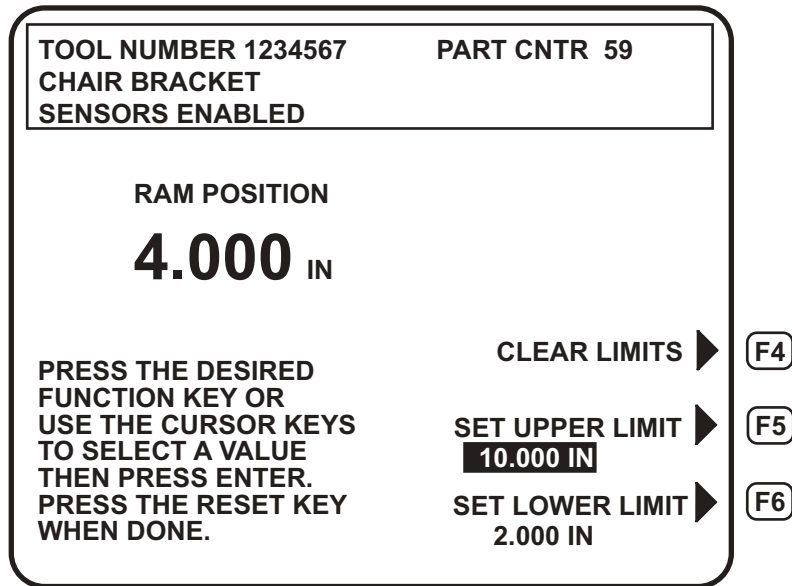 TOOL NUMBER 1234567 PART CNTR 59
CHAIR BRACKET
SENSORS ENABLED
RAM POSITION
4.000 IN
PRESS THE DESIRED
FUNCTION KEY OR
USE THE CURSOR KEYS
TO SELECT A VALUE
THEN PRESS ENTER.
PRESS THE RESET KEY
WHEN DONE.
CLEAR LIMITS F4
SET UPPER LIMIT F5
10.000 IN
SET LOWER LIMIT F6
2.000 IN